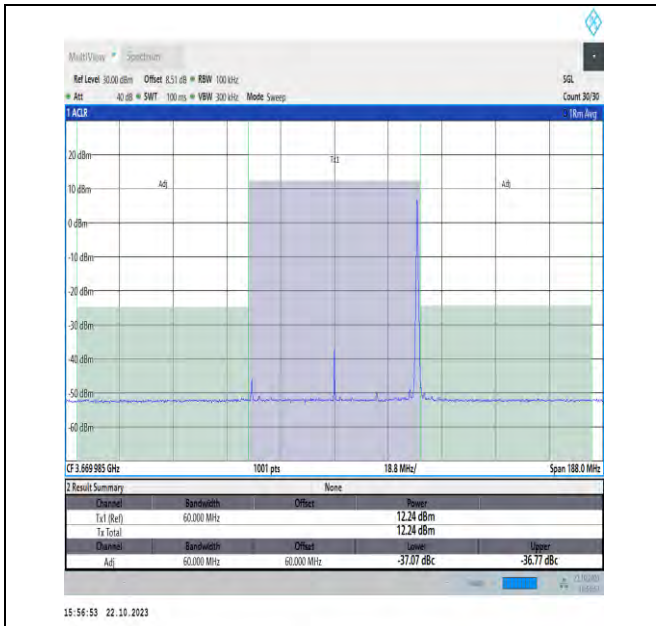 MultiView Spectrum
Ref Level 30.00 dBm Offset 8.51 dB RBW 100 kHz SGL
Att 40 dB SWT 100 ms VBW 300 kHz Mode Sweep Count 30/30
1 ACLR 1Rm Avg
20 dBm
Tx1
Adj Adj
10 dBm
0 dBm
-10 dBm
-20 dBm
-30 dBm
-40 dBm
-50 dBm
-60 dBm
CF 3.669 985 GHz 1001 pts 18.8 MHz/ Span 188.0 MHz
2 Result Summary None
Channel Bandwidth Offset Power
Tx1 (Ref) 60.000 MHz 12.24 dBm
Tx Total 12.24 dBm
Channel Bandwidth Offset Lower Upper
Adj 60.000 MHz 60.000 MHz -37.07 dBc -36.77 dBc
15:56:53 22.10.2023